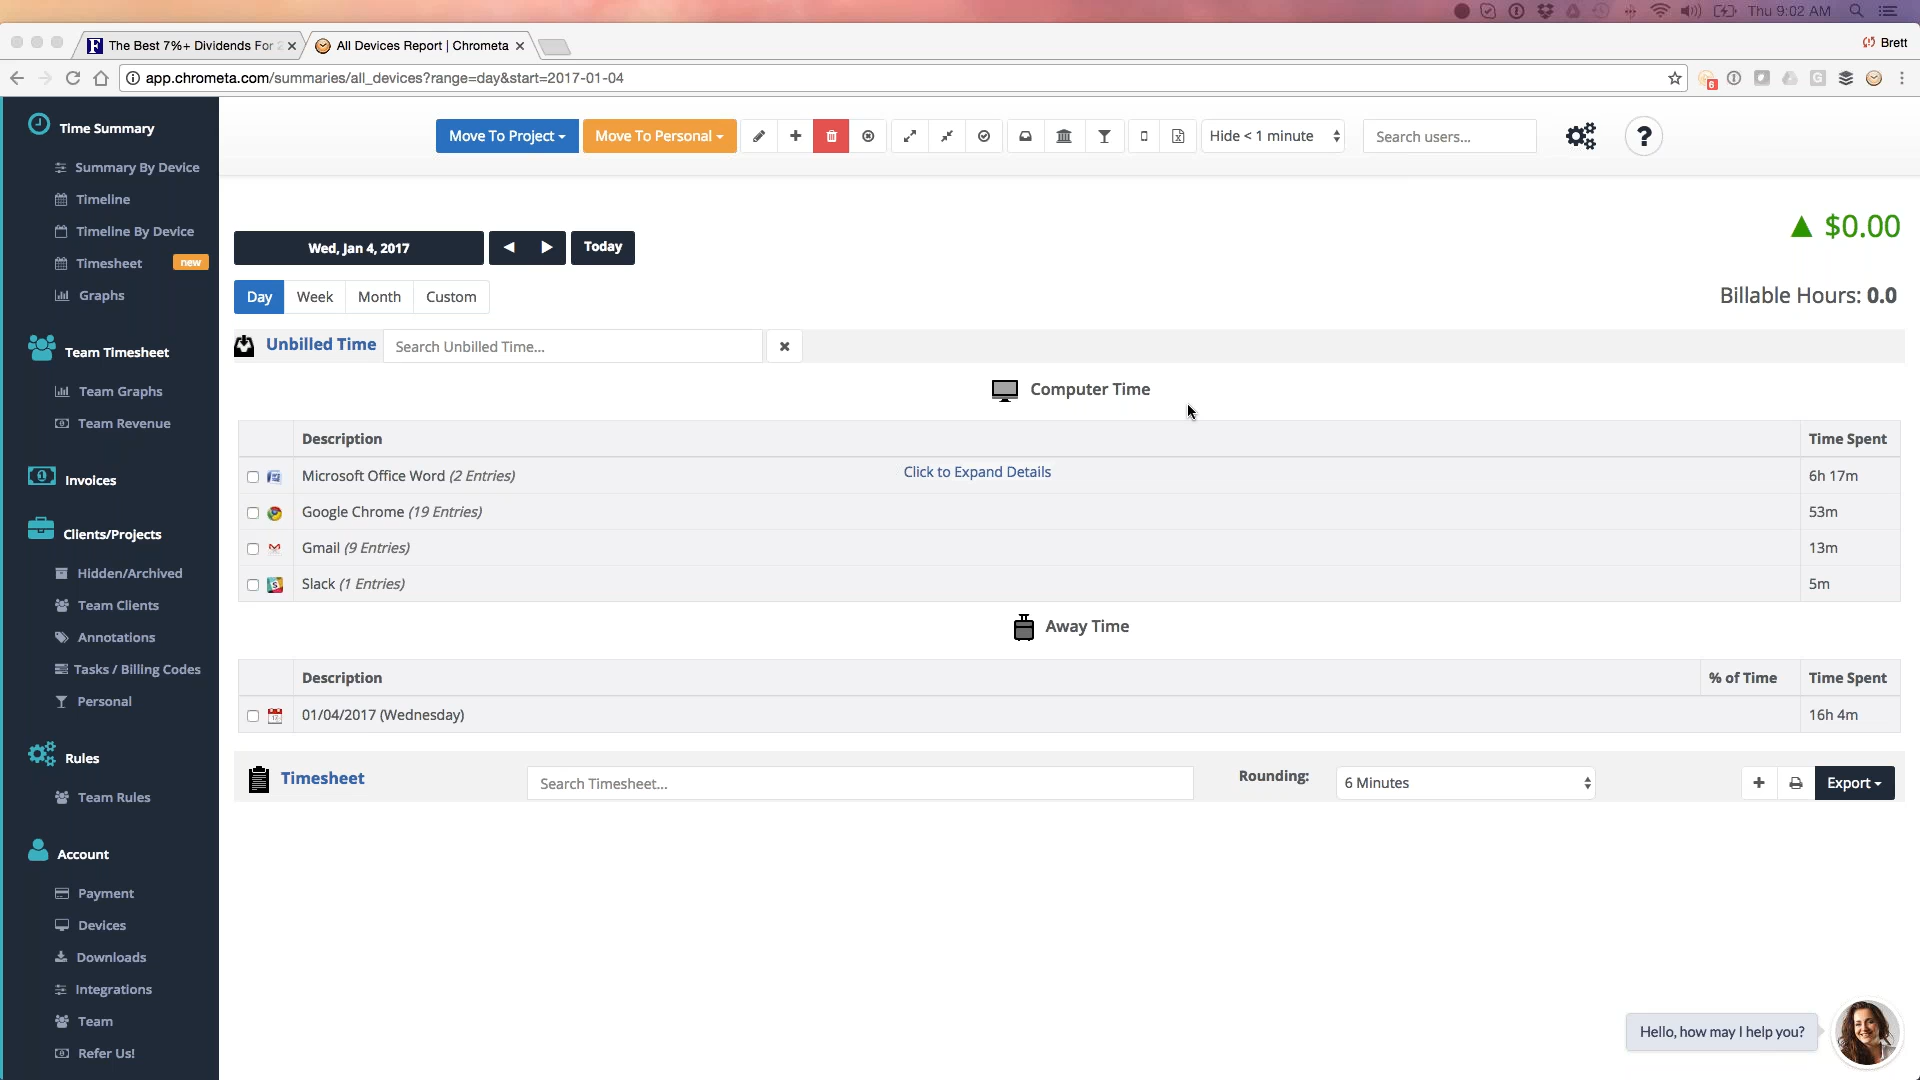 Thu 9:02 AM
The Best 7%+ Dividends For 2
All Devices Report | Chrometa
Brett
app.chrometa.com/summaries/all_devices?range=day&start=2017-01-04
Time Summary
Summary By Device
Timeline
Timeline By Device
Timesheet new
Graphs
Team Timesheet
Team Graphs
Team Revenue
Invoices
Clients/Projects
Hidden/Archived
Team Clients
Annotations
Tasks / Billing Codes
Personal
Rules
Team Rules
Account
Payment
Devices
Downloads
Integrations
Team
Refer Us!
Move To Project
Move To Personal
Hide < 1 minute
Search users...
?
$0.00
Wed, Jan 4, 2017
Today
Day Week Month Custom
Billable Hours: 0.0
Unbilled Time
Search Unbilled Time...
Computer Time
Description Time Spent
Microsoft Office Word (2 Entries) Click to Expand Details 6h 17m
Google Chrome (19 Entries) 53m
Gmail (9 Entries) 13m
Slack (1 Entries) 5m
Away Time
Description % of Time Time Spent
01/04/2017 (Wednesday) 16h 4m
Timesheet
Search Timesheet...
Rounding:
6 Minutes
Export
Hello, how may I help you?